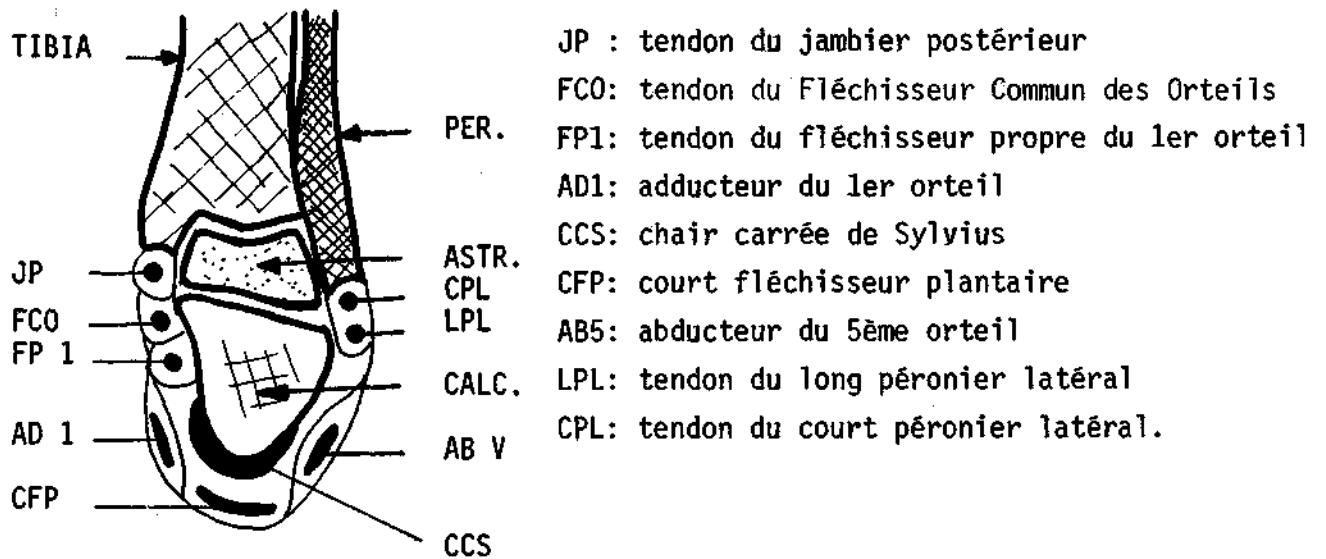 TIBIA
PER.
JP
FCO
FP 1
AD 1
CFP
ASTR.
CPL
LPL
CALC.
AB V
CCS
JP : tendon du jambier postérieur
FCO: tendon du Fléchisseur Commun des Orteils
FP1: tendon du fléchisseur propre du 1er orteil
AD1: adducteur du 1er orteil
CCS: chair carrée de Sylvius
CFP: court fléchisseur plantaire
AB5: abducteur du 5ème orteil
LPL: tendon du long péronier latéral
CPL: tendon du court péronier latéral.